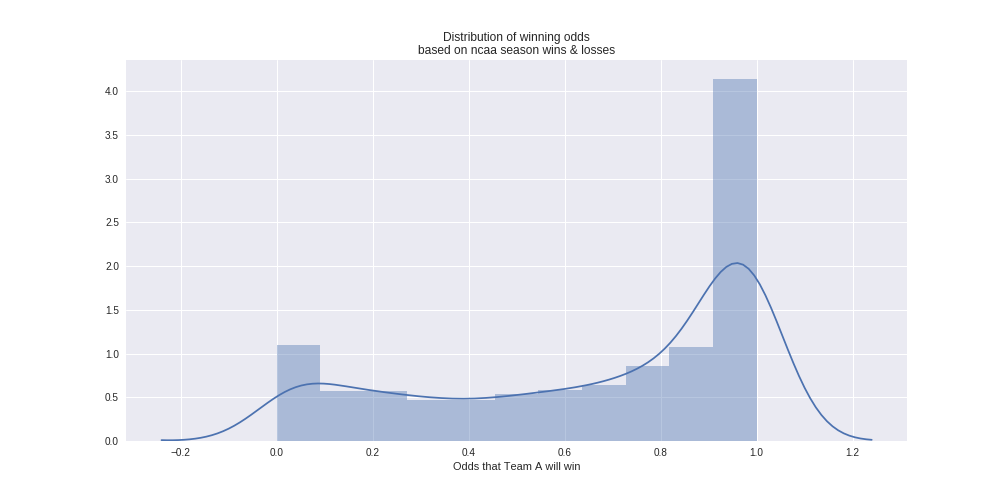 Distribution of winning odds
based on ncaa season wins & losses
4.0
3.5
3.0
2.5
2.0
1.5
1.0
0.5
0.0
−0.2 0.0 0.2 0.4 0.6 0.8 1.0 1.2
Odds that Team A will win